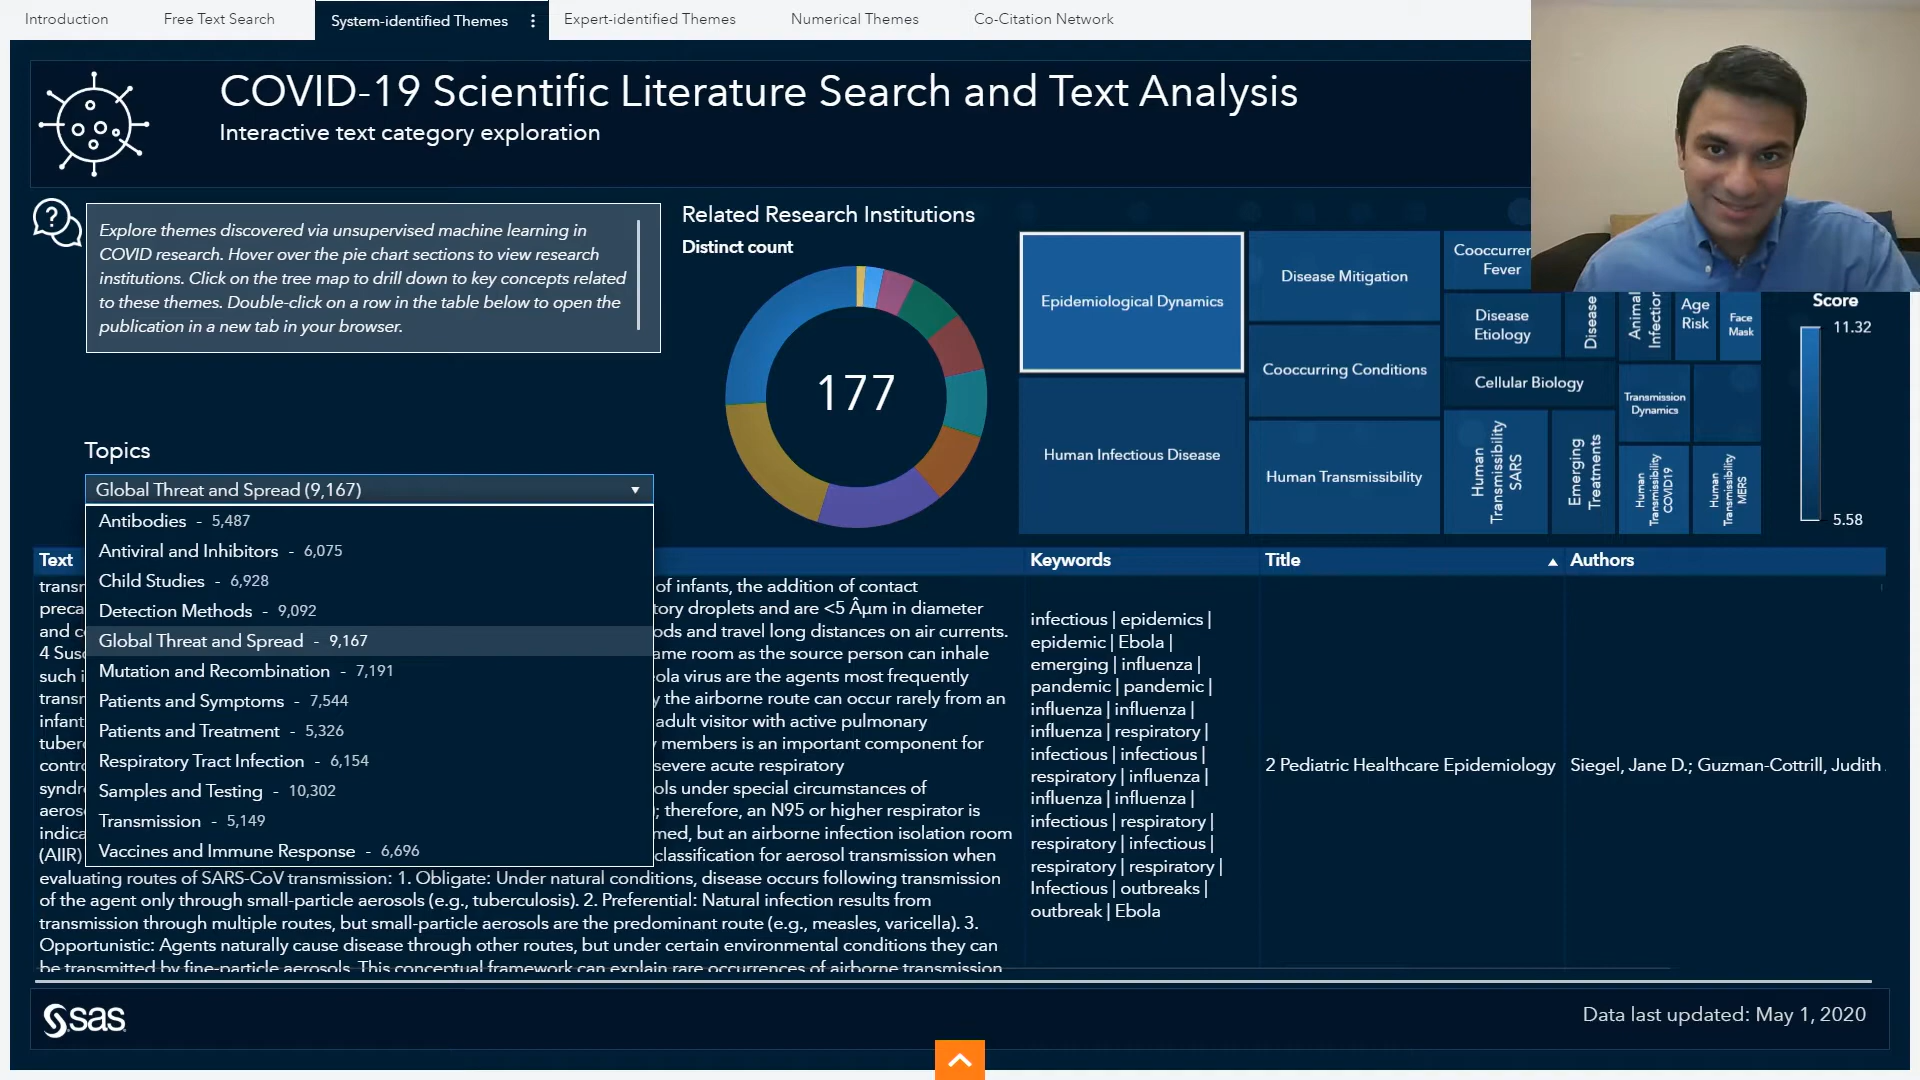 Introduction
Free Text Search
System-identified Themes
Expert-identified Themes
Numerical Themes
Co-Citation Network
COVID-19 Scientific Literature Search and Text Analysis
Interactive text category exploration
Explore themes discovered via unsupervised machine learning in
COVID research. Hover over the pie chart sections to view research
institutions. Click on the tree map to drill down to key concepts related
to these themes. Double-click on a row in the table below to open the
publication in a new tab in your browser.
Related Research Institutions
Distinct count
177
Epidemiological Dynamics
Human Infectious Disease
Disease Mitigation
Cooccurring Conditions
Human Transmissibility
Fever
Disease
Etiology
Disease
Animal
Infection
Age
Risk
Face
Mask
Cellular Biology
Transmission
Dynamics
Human
Transmissibility
SARS
Emerging
Treatments
Human
Transmissibility
COVID19
Human
Transmissibility
MERS
Score
11.32
5.58
Topics
Global Threat and Spread (9,167)
Antibodies - 5,487
Antiviral and Inhibitors - 6,075
Child Studies - 6,928
Detection Methods - 9,092
Global Threat and Spread - 9,167
Mutation and Recombination - 7,191
Patients and Symptoms - 7,544
Patients and Treatment - 5,326
Respiratory Tract Infection - 6,154
Samples and Testing - 10,302
Transmission - 5,149
Vaccines and Immune Response - 6,696
Text
Keywords
Title
Authors
of infants, the addition of contact
tory droplets and are <5 Âµm in diameter
ods and travel long distances on air currents.
ame room as the source person can inhale
ola virus are the agents most frequently
y the airborne route can occur rarely from an
adult visitor with active pulmonary
y members is an important component for
severe acute respiratory
ols under special circumstances of
; therefore, an N95 or higher respirator is
med, but an airborne infection isolation room
(AIIR) classification for aerosol transmission when
evaluating routes of SARS-CoV transmission: 1. Obligate: Under natural conditions, disease occurs following transmission
of the agent only through small-particle aerosols (e.g., tuberculosis). 2. Preferential: Natural infection results from
transmission through multiple routes, but small-particle aerosols are the predominant route (e.g., measles, varicella). 3.
Opportunistic: Agents naturally cause disease through other routes, but under certain environmental conditions they can
be transmitted by fine-particle aerosols. This conceptual framework can explain rare occurrences of airborne transmission
infectious | epidemics |
epidemic | Ebola |
emerging | influenza |
pandemic | pandemic |
influenza | influenza |
influenza | respiratory |
infectious | infectious |
respiratory | influenza |
influenza | influenza |
infectious | respiratory |
respiratory | infectious |
respiratory | respiratory |
Infectious | outbreaks |
outbreak | Ebola
2 Pediatric Healthcare Epidemiology
Siegel, Jane D.; Guzman-Cottrill, Judith
sas
Data last updated: May 1, 2020